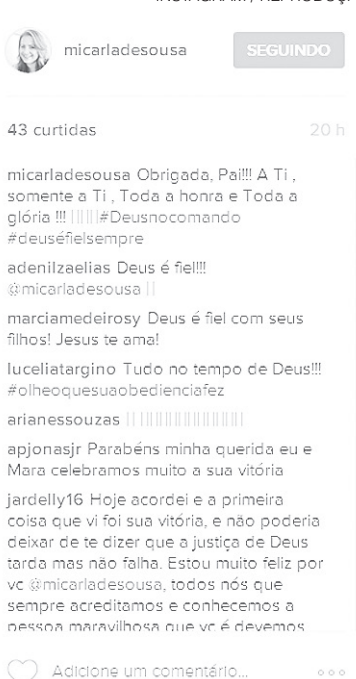 micarladesousa
SEGUINDO
43 curtidas
20 h
micarladesousa Obrigada, Pai!!! A Ti ,
somente a Ti , Toda a honra e Toda a
glória !!! #Deusnocomando
#deuséfielsempre
adenilzaelias Deus é fiel!!!
@micarladesousa
marciamedeirosy Deus é fiel com seus
filhos! Jesus te ama!
luceliatargino Tudo no tempo de Deus!!!
#olheoquesuaobedienciafez
arianessouzas
apjonasjr Parabéns minha querida eu e
Mara celebramos muito a sua vitória
jardelly16 Hoje acordei e a primeira
coisa que vi foi sua vitória, e não poderia
deixar de te dizer que a justiça de Deus
tarda mas não falha. Estou muito feliz por
vc @micarladesousa, todos nós que
sempre acreditamos e conhecemos a
pessoa maravilhosa que vc é devemos
Adicione um comentário...